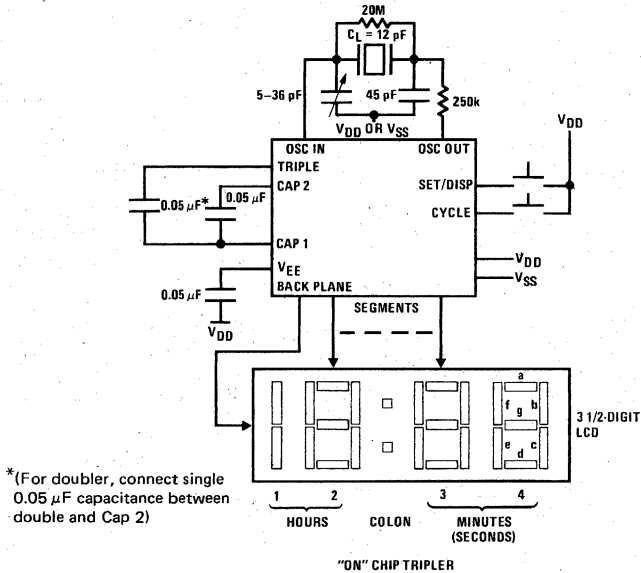 20M
C_L = 12 pF
5–36 pF
45 pF
250k
V_DD OR V_SS
OSC IN
OSC OUT
V_DD
TRIPLE
CAP 2
0.05 μF*
0.05 μF
SET/DISP
CYCLE
CAP 1
V_EE
V_DD
V_SS
0.05 μF
BACK PLANE
V_DD
SEGMENTS
a
f b
g
e c
d
3 1/2-DIGIT
LCD
*(For doubler, connect single
0.05 μF capacitance between
double and Cap 2)
1 2 3 4
HOURS COLON MINUTES
(SECONDS)
"ON" CHIP TRIPLER